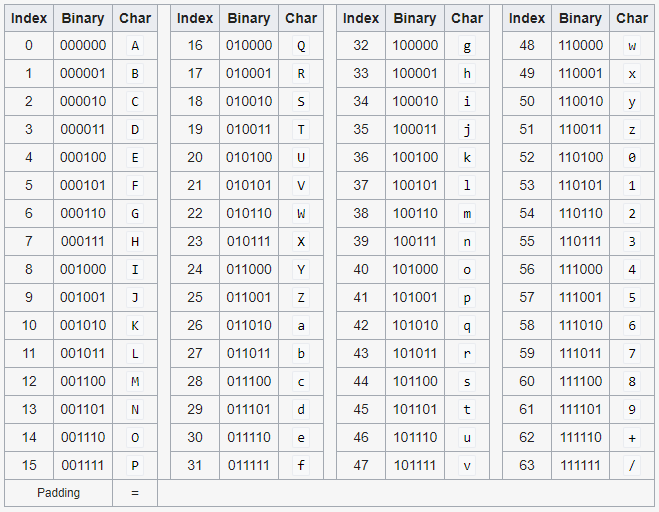 Index Binary Char Index Binary Char Index Binary Char Index Binary Char
0 000000 A 16 010000 Q 32 100000 g 48 110000 w
1 000001 B 17 010001 R 33 100001 h 49 110001 x
2 000010 C 18 010010 S 34 100010 i 50 110010 y
3 000011 D 19 010011 T 35 100011 j 51 110011 z
4 000100 E 20 010100 U 36 100100 k 52 110100 0
5 000101 F 21 010101 V 37 100101 l 53 110101 1
6 000110 G 22 010110 W 38 100110 m 54 110110 2
7 000111 H 23 010111 X 39 100111 n 55 110111 3
8 001000 I 24 011000 Y 40 101000 o 56 111000 4
9 001001 J 25 011001 Z 41 101001 p 57 111001 5
10 001010 K 26 011010 a 42 101010 q 58 111010 6
11 001011 L 27 011011 b 43 101011 r 59 111011 7
12 001100 M 28 011100 c 44 101100 s 60 111100 8
13 001101 N 29 011101 d 45 101101 t 61 111101 9
14 001110 O 30 011110 e 46 101110 u 62 111110 +
15 001111 P 31 011111 f 47 101111 v 63 111111 /
Padding =